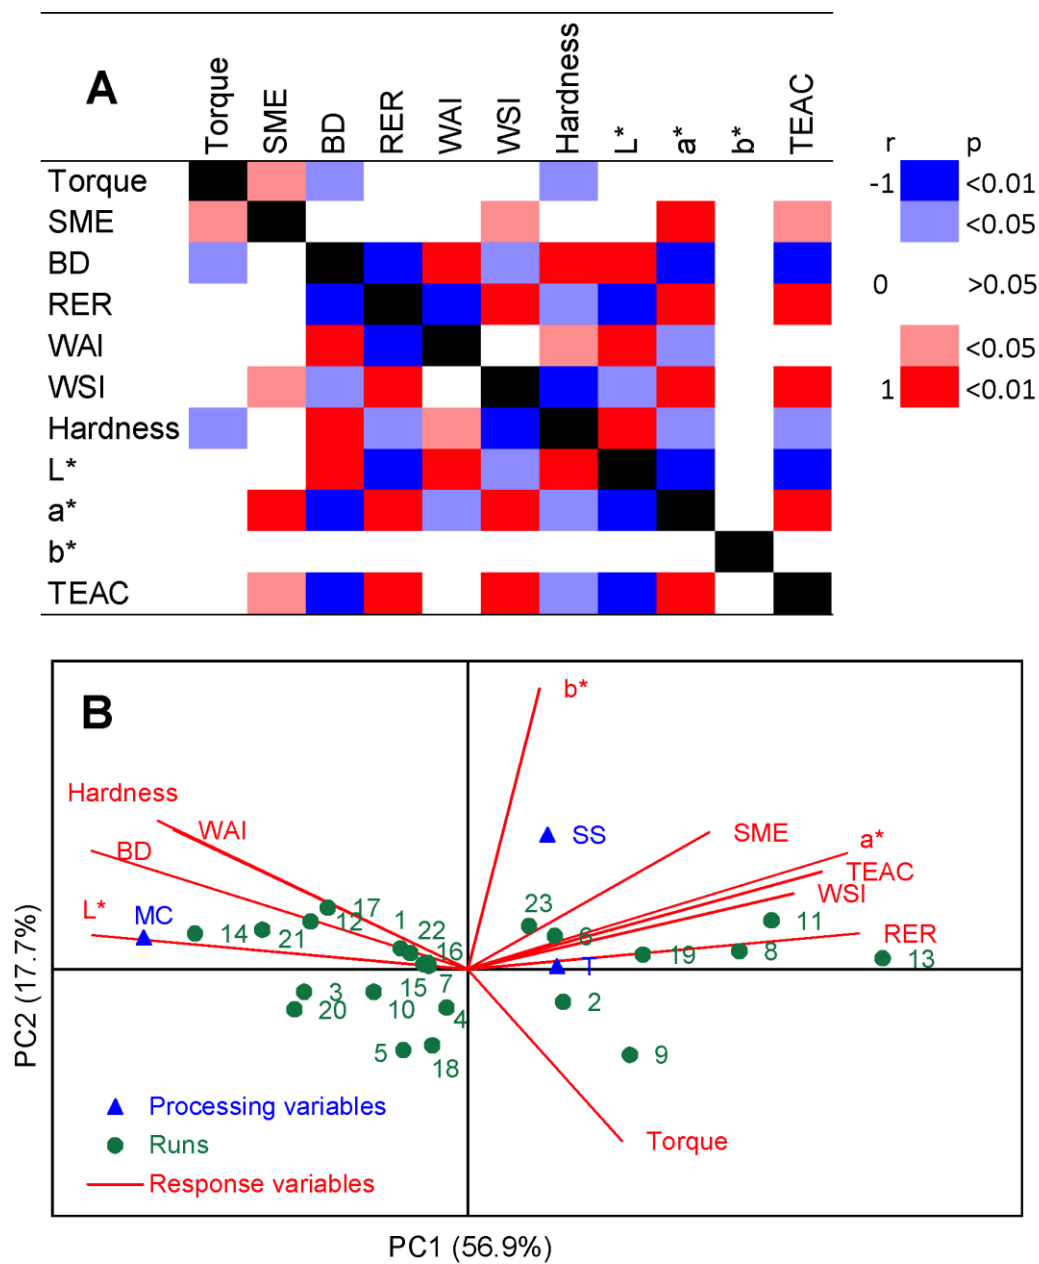 A
Torque SME BD RER WAI WSI Hardness L* a* b* TEAC
r p
Torque
-1 <0.01
SME
<0.05
BD
RER
0 >0.05
WAI
<0.05
WSI
1 <0.01
Hardness
L*
a*
b*
TEAC
B
b*
Hardness
WAI
SS
SME
a*
BD
TEAC
WSI
L*
MC
14
21
12
17
1
22
16
23
6
11
RER
T
19
8
13
3
20
10
15
7
4
2
5
18
9
Torque
Processing variables
Runs
Response variables
PC2 (17.7%)
PC1 (56.9%)